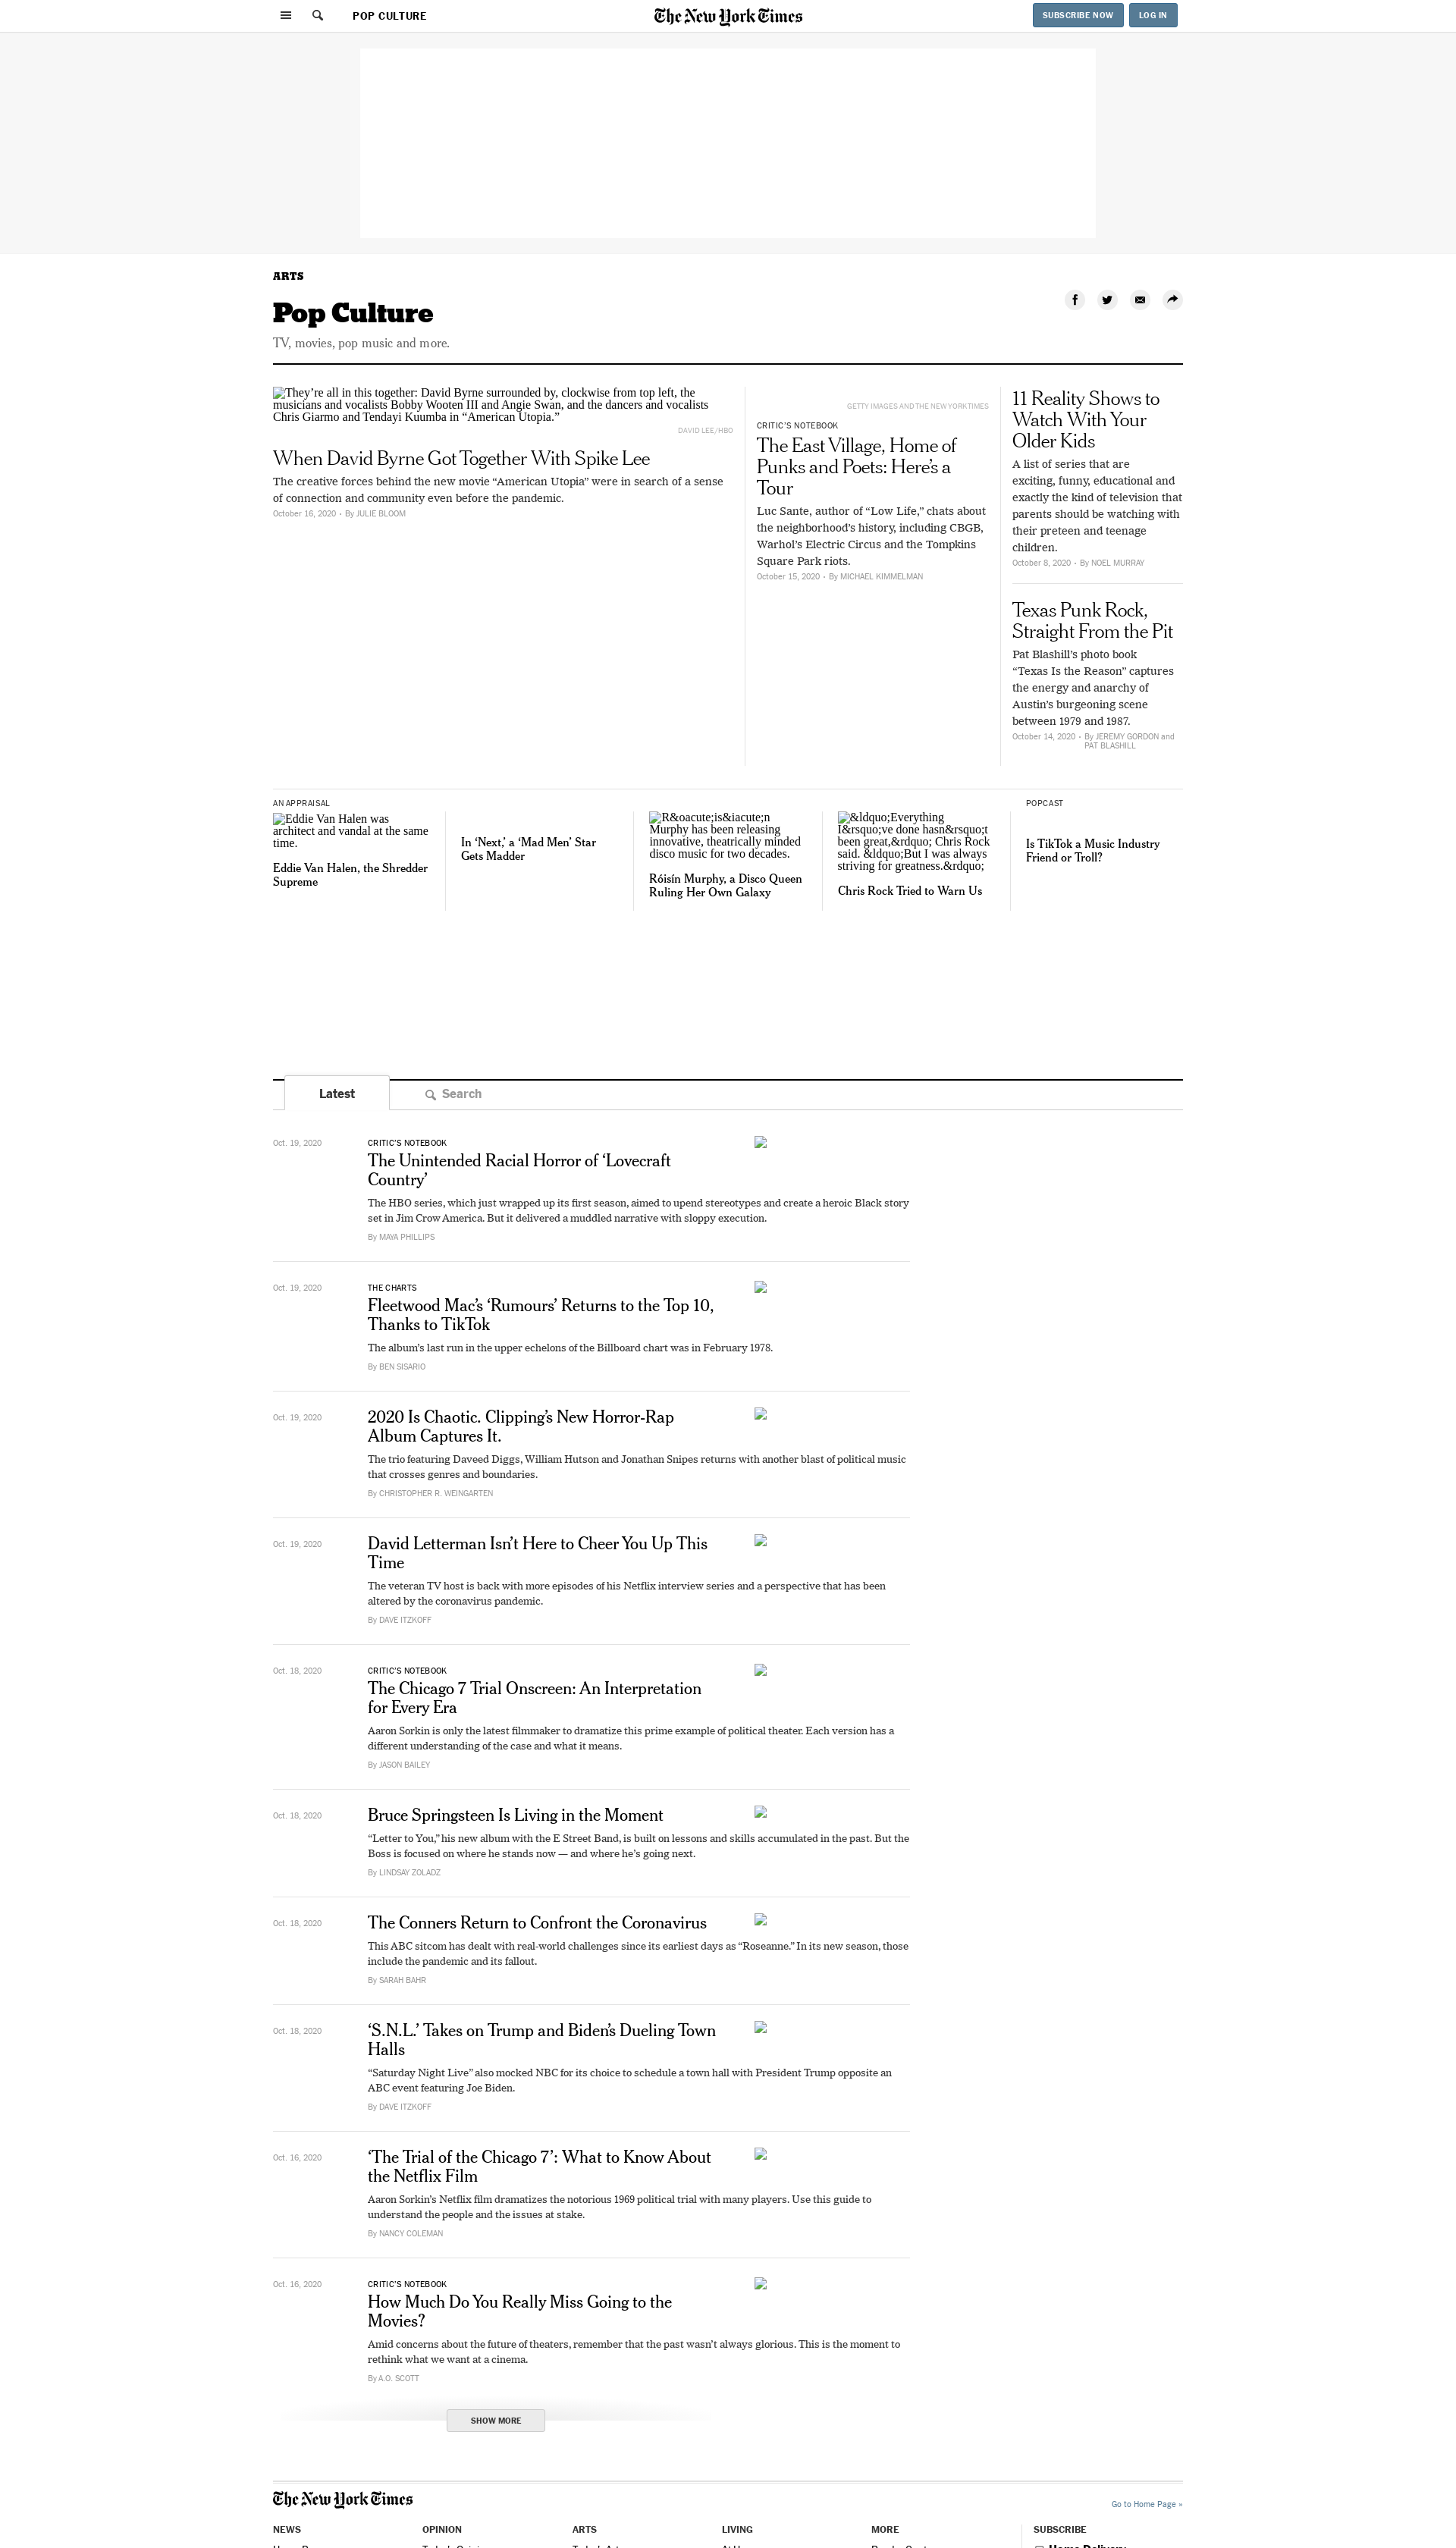 POP CULTURE
The New York Times
SUBSCRIBE NOW
LOG IN
ARTS
Pop Culture
TV, movies, pop music and more.
They’re all in this together: David Byrne surrounded by, clockwise from top left, the
musicians and vocalists Bobby Wooten III and Angie Swan, and the dancers and vocalists
Chris Giarmo and Tendayi Kuumba in “American Utopia.”
DAVID LEE/HBO
When David Byrne Got Together With Spike Lee
The creative forces behind the new movie “American Utopia” were in search of a sense
of connection and community even before the pandemic.
October 16, 2020 • By JULIE BLOOM
GETTY IMAGES AND THE NEW YORK TIMES
CRITIC’S NOTEBOOK
The East Village, Home of
Punks and Poets: Here’s a
Tour
Luc Sante, author of “Low Life,” chats about
the neighborhood’s history, including CBGB,
Warhol’s Electric Circus and the Tompkins
Square Park riots.
October 15, 2020 • By MICHAEL KIMMELMAN
11 Reality Shows to
Watch With Your
Older Kids
A list of series that are
exciting, funny, educational and
exactly the kind of television that
parents should be watching with
their preteen and teenage
children.
October 8, 2020 • By NOEL MURRAY
Texas Punk Rock,
Straight From the Pit
Pat Blashill’s photo book
“Texas Is the Reason” captures
the energy and anarchy of
Austin’s burgeoning scene
between 1979 and 1987.
October 14, 2020 • By JEREMY GORDON and
PAT BLASHILL
AN APPRAISAL
Eddie Van Halen was
architect and vandal at the same
time.
Eddie Van Halen, the Shredder
Supreme
In ‘Next,’ a ‘Mad Men’ Star
Gets Madder
R&oacute;is&iacute;n
Murphy has been releasing
innovative, theatrically minded
disco music for two decades.
Róisín Murphy, a Disco Queen
Ruling Her Own Galaxy
&ldquo;Everything
I&rsquo;ve done hasn&rsquo;t
been great,&rdquo; Chris Rock
said. &ldquo;But I was always
striving for greatness.&rdquo;
Chris Rock Tried to Warn Us
POPCAST
Is TikTok a Music Industry
Friend or Troll?
Latest
Search
Oct. 19, 2020
CRITIC’S NOTEBOOK
The Unintended Racial Horror of ‘Lovecraft
Country’
The HBO series, which just wrapped up its first season, aimed to upend stereotypes and create a heroic Black story
set in Jim Crow America. But it delivered a muddled narrative with sloppy execution.
By MAYA PHILLIPS
Oct. 19, 2020
THE CHARTS
Fleetwood Mac’s ‘Rumours’ Returns to the Top 10,
Thanks to TikTok
The album’s last run in the upper echelons of the Billboard chart was in February 1978.
By BEN SISARIO
Oct. 19, 2020
2020 Is Chaotic. Clipping’s New Horror-Rap
Album Captures It.
The trio featuring Daveed Diggs, William Hutson and Jonathan Snipes returns with another blast of political music
that crosses genres and boundaries.
By CHRISTOPHER R. WEINGARTEN
Oct. 19, 2020
David Letterman Isn’t Here to Cheer You Up This
Time
The veteran TV host is back with more episodes of his Netflix interview series and a perspective that has been
altered by the coronavirus pandemic.
By DAVE ITZKOFF
Oct. 18, 2020
CRITIC’S NOTEBOOK
The Chicago 7 Trial Onscreen: An Interpretation
for Every Era
Aaron Sorkin is only the latest filmmaker to dramatize this prime example of political theater. Each version has a
different understanding of the case and what it means.
By JASON BAILEY
Oct. 18, 2020
Bruce Springsteen Is Living in the Moment
“Letter to You,” his new album with the E Street Band, is built on lessons and skills accumulated in the past. But the
Boss is focused on where he stands now — and where he’s going next.
By LINDSAY ZOLADZ
Oct. 18, 2020
The Conners Return to Confront the Coronavirus
This ABC sitcom has dealt with real-world challenges since its earliest days as “Roseanne.” In its new season, those
include the pandemic and its fallout.
By SARAH BAHR
Oct. 18, 2020
‘S.N.L.’ Takes on Trump and Biden’s Dueling Town
Halls
“Saturday Night Live” also mocked NBC for its choice to schedule a town hall with President Trump opposite an
ABC event featuring Joe Biden.
By DAVE ITZKOFF
Oct. 16, 2020
‘The Trial of the Chicago 7’: What to Know About
the Netflix Film
Aaron Sorkin’s Netflix film dramatizes the notorious 1969 political trial with many players. Use this guide to
understand the people and the issues at stake.
By NANCY COLEMAN
Oct. 16, 2020
CRITIC’S NOTEBOOK
How Much Do You Really Miss Going to the
Movies?
Amid concerns about the future of theaters, remember that the past wasn’t always glorious. This is the moment to
rethink what we want at a cinema.
By A.O. SCOTT
SHOW MORE
The New York Times
Go to Home Page »
NEWS
OPINION
ARTS
LIVING
MORE
SUBSCRIBE